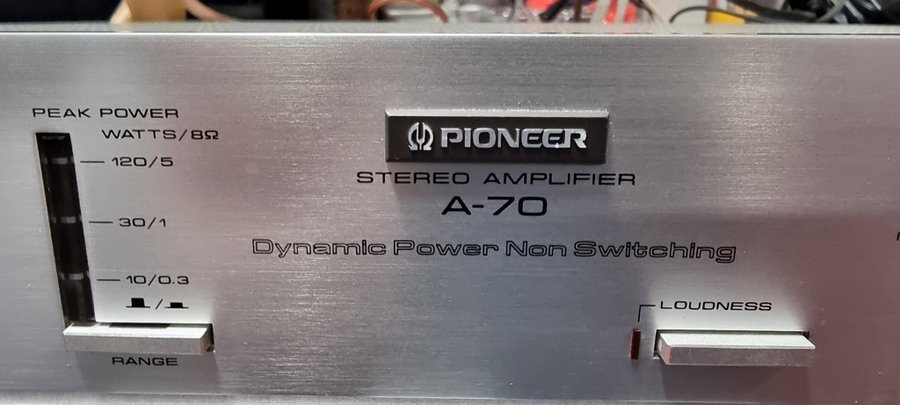 PEAK POWER
WATTS/8Ω
120/5
30/1
10/0.3
RANGE
PIONEER
STEREO AMPLIFIER
A-70
Dynamic Power Non Switching
LOUDNESS